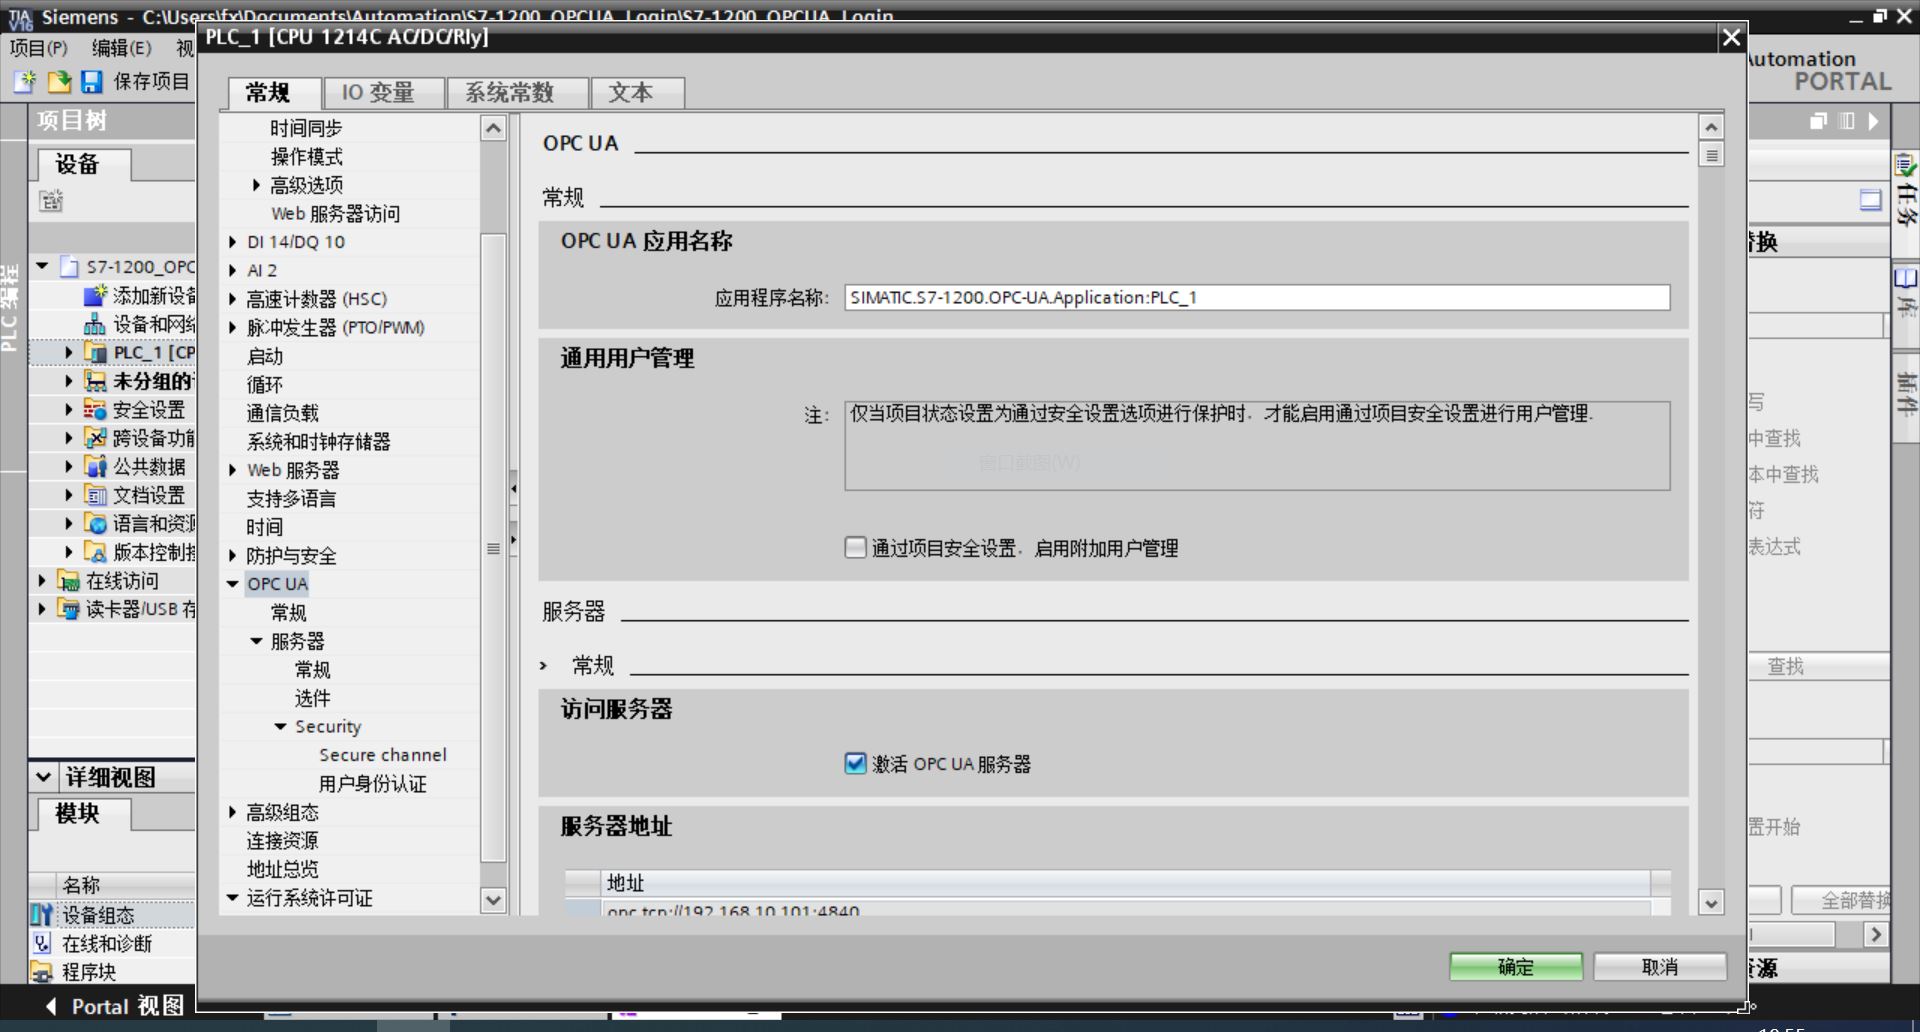 Siemens - C:\Users\fx\Documents\Automation\S7-1200_OPCUA_Login\S7-1200_OPCUA_Login
PLC_1 [CPU 1214C AC/DC/Rly]
项目(P) 编辑(E) 视
Automation
PORTAL
保存项目
常规 IO 变量 系统常数 文本
项目树
设备
PLC 编程
S7-1200_OPC
添加新设备
设备和网络
PLC_1 [CP
未分组的
安全设置
跨设备功能
公共数据
文档设置
语言和资源
版本控制接
在线访问
读卡器/USB 存
详细视图
模块
名称
设备组态
在线和诊断
程序块
Portal 视图
时间同步
操作模式
高级选项
Web 服务器访问
DI 14/DQ 10
AI 2
高速计数器 (HSC)
脉冲发生器 (PTO/PWM)
启动
循环
通信负载
系统和时钟存储器
Web 服务器
支持多语言
时间
防护与安全
OPC UA
常规
服务器
常规
选件
Security
Secure channel
用户身份认证
高级组态
连接资源
地址总览
运行系统许可证
OPC UA
常规
OPC UA 应用名称
应用程序名称: SIMATIC.S7-1200.OPC-UA.Application:PLC_1
通用用户管理
注: 仅当项目状态设置为通过安全设置选项进行保护时，才能启用通过项目安全设置进行用户管理.
窗口截图(W)
通过项目安全设置，启用附加用户管理
服务器
常规
访问服务器
激活 OPC UA 服务器
服务器地址
地址
opc.tcp://192.168.10.101:4840
确定 取消
任务
库
插件
替换
写
中查找
本中查找
符
表达式
查找
置开始
全部替换
资源